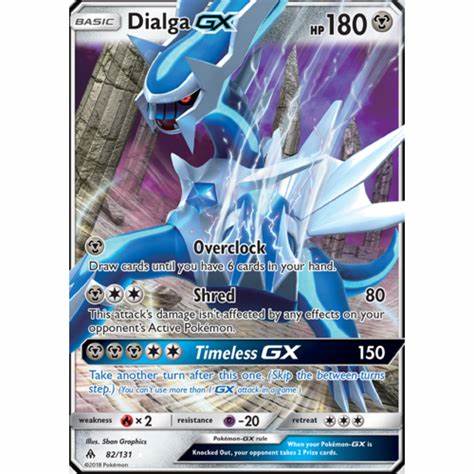 BASIC Dialga GX HP 180
Overclock
Draw cards until you have 6 cards in your hand.
Shred 80
This attack's damage isn't affected by any effects on your
opponent's Active Pokémon.
Timeless GX 150
Take another turn after this one. (Skip the between-turns
step.) (You can't use more than 1 GX attack in a game.)
weakness × 2 resistance -20 retreat
Illus. 5ban Graphics
82/131
©2018 Pokémon
Pokémon-GX rule
When your Pokémon-GX is
Knocked Out, your opponent takes 2 Prize cards.